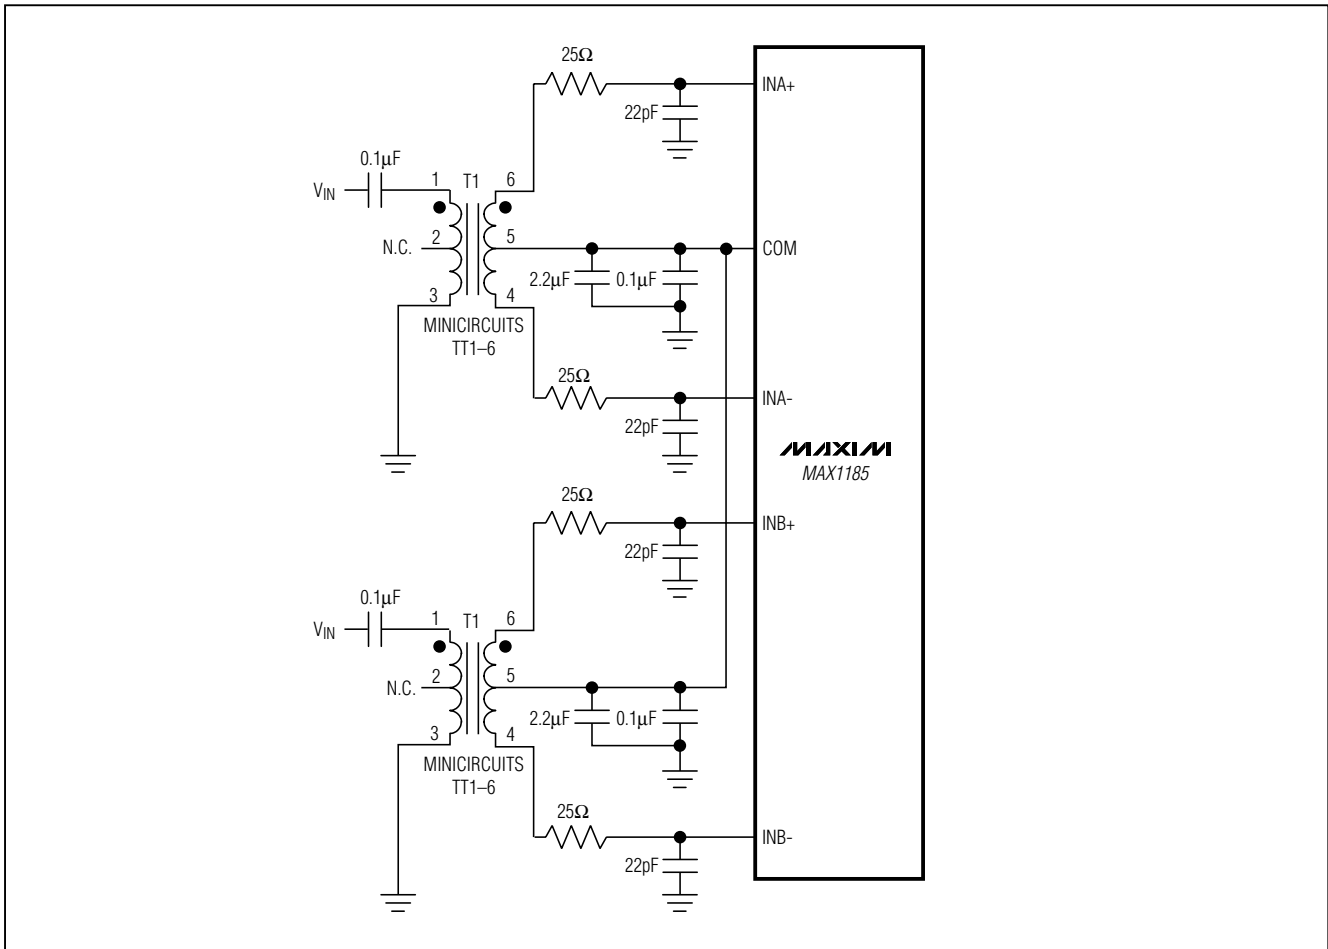 25Ω
INA+
22pF
0.1μF
VIN
1
T1
6
N.C.
2
5
COM
2.2μF
0.1μF
3
4
MINICIRCUITS
TT1–6
25Ω
INA-
22pF
MAXIM
MAX1185
25Ω
INB+
22pF
0.1μF
VIN
1
T1
6
N.C.
2
5
2.2μF
0.1μF
3
4
MINICIRCUITS
TT1–6
25Ω
INB-
22pF